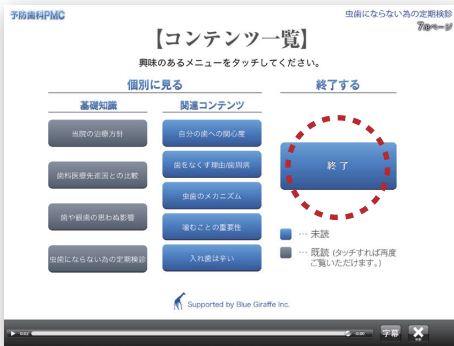 予防歯科PMC
虫歯にならない為の定期検診
【コンテンツ一覧】
興味のあるメニューをタッチしてください。
個別に見る
終了する
基礎知識
関連コンテンツ
当院の治療方針
歯科医療先進国との比較
歯や銀歯の思わぬ影響
虫歯にならない為の定期検診
自分の歯への関心度
歯をなくす理由/歯周病
虫歯のメカニズム
噛むことの重要性
入れ歯は辛い
終了
… 未読
… 既読 (タッチすれば再度
ご覧いただけます。)
Supported by Blue Giraffe Inc.
字幕